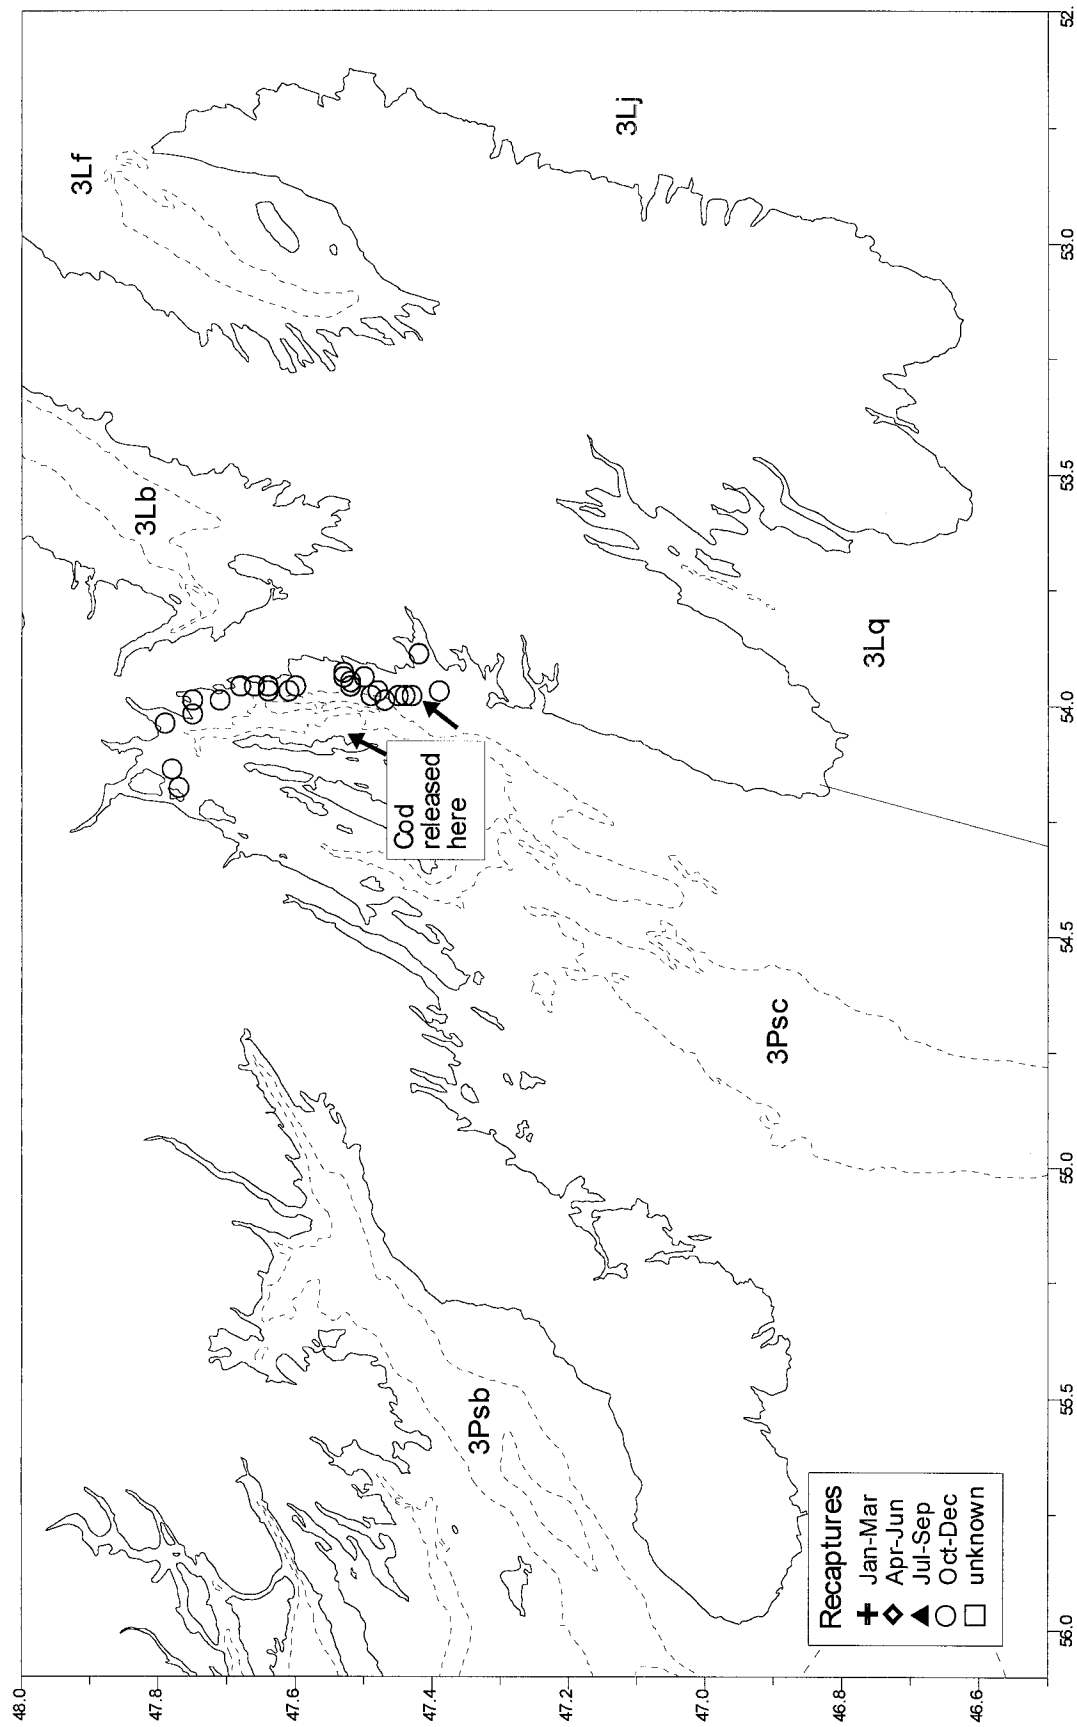 3Lf
3Lj
3Lb
3Lq
3Psc
3Psb
Cod
released
here
Recaptures
Jan-Mar
Apr-Jun
Jul-Sep
Oct-Dec
unknown
48.0
47.8
47.6
47.4
47.2
47.0
46.8
46.6
56.0
55.5
55.0
54.5
54.0
53.5
53.0
52.